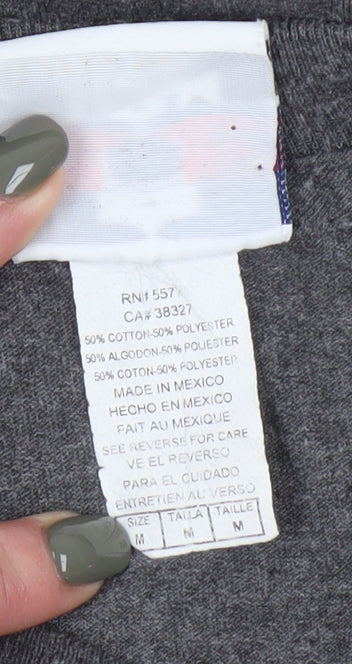 RN# 557
CA# 38327
50% COTTON-50% POLYESTER
50% ALGODON-50% POLIESTER
50% COTON-50% POLYESTER
MADE IN MEXICO
HECHO EN MEXICO
FAIT AU MEXIQUE
SEE REVERSE FOR CARE
VE EL REVERSO
PARA EL CUIDADO
ENTRETIEN AU VERSO
SIZE TALLA TAILLE
M M M